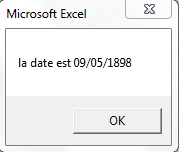 Microsoft Excel
la date est 09/05/1898
OK